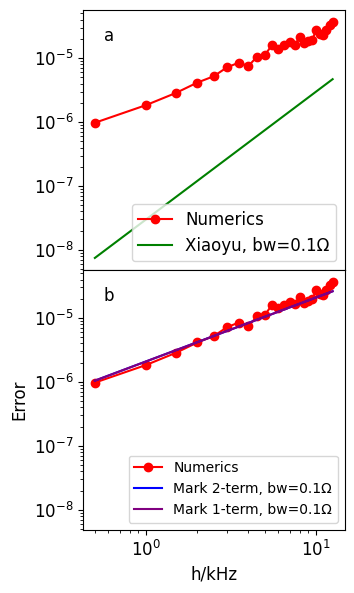 a
10⁻⁵
10⁻⁶
10⁻⁷
10⁻⁸
Numerics
Xiaoyu, bw=0.1Ω
b
10⁻⁵
10⁻⁶
10⁻⁷
10⁻⁸
Error
Numerics
Mark 2-term, bw=0.1Ω
Mark 1-term, bw=0.1Ω
10⁰
10¹
h/kHz